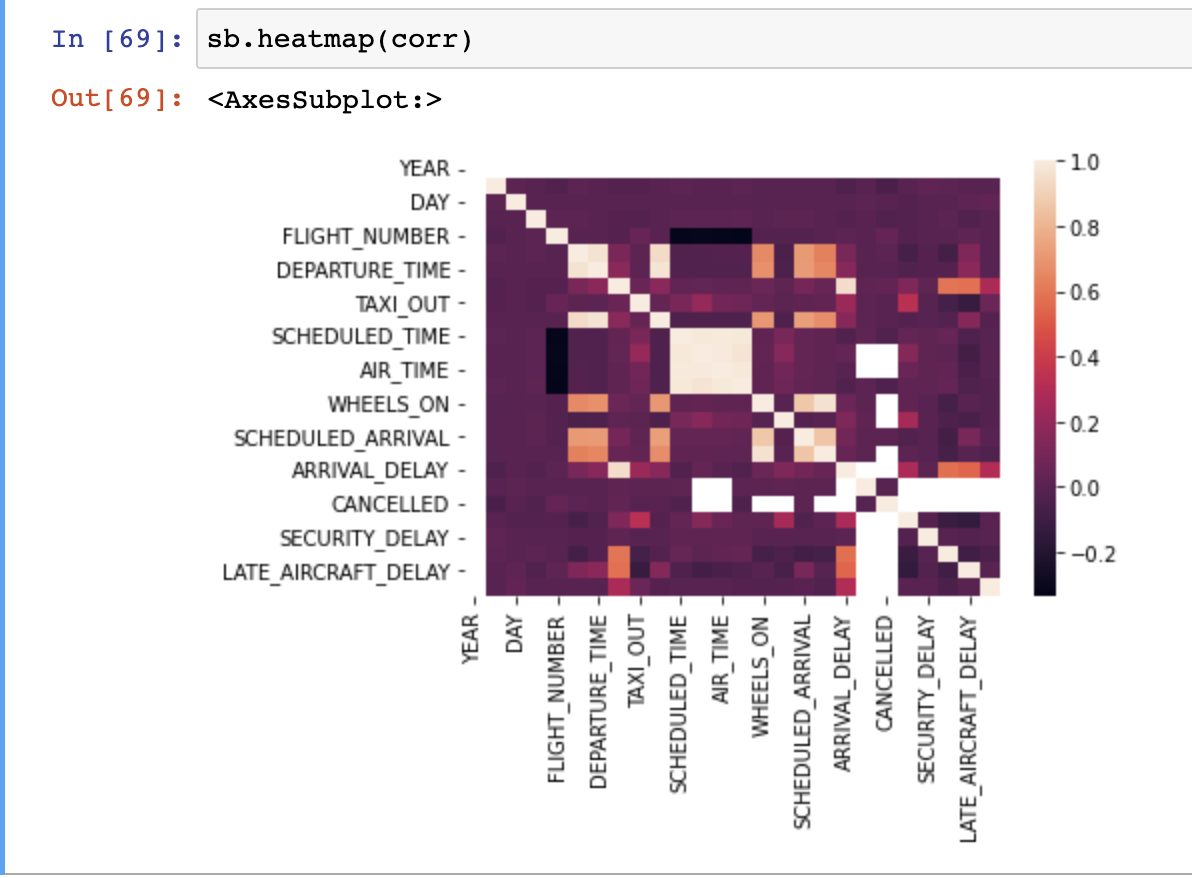 In [69]: sb.heatmap(corr)
Out[69]: <AxesSubplot:>
YEAR
DAY
FLIGHT_NUMBER
DEPARTURE_TIME
TAXI_OUT
SCHEDULED_TIME
AIR_TIME
WHEELS_ON
SCHEDULED_ARRIVAL
ARRIVAL_DELAY
CANCELLED
SECURITY_DELAY
LATE_AIRCRAFT_DELAY
1.0
0.8
0.6
0.4
0.2
0.0
−0.2
YEAR
DAY
FLIGHT_NUMBER
DEPARTURE_TIME
TAXI_OUT
SCHEDULED_TIME
AIR_TIME
WHEELS_ON
SCHEDULED_ARRIVAL
ARRIVAL_DELAY
CANCELLED
SECURITY_DELAY
LATE_AIRCRAFT_DELAY